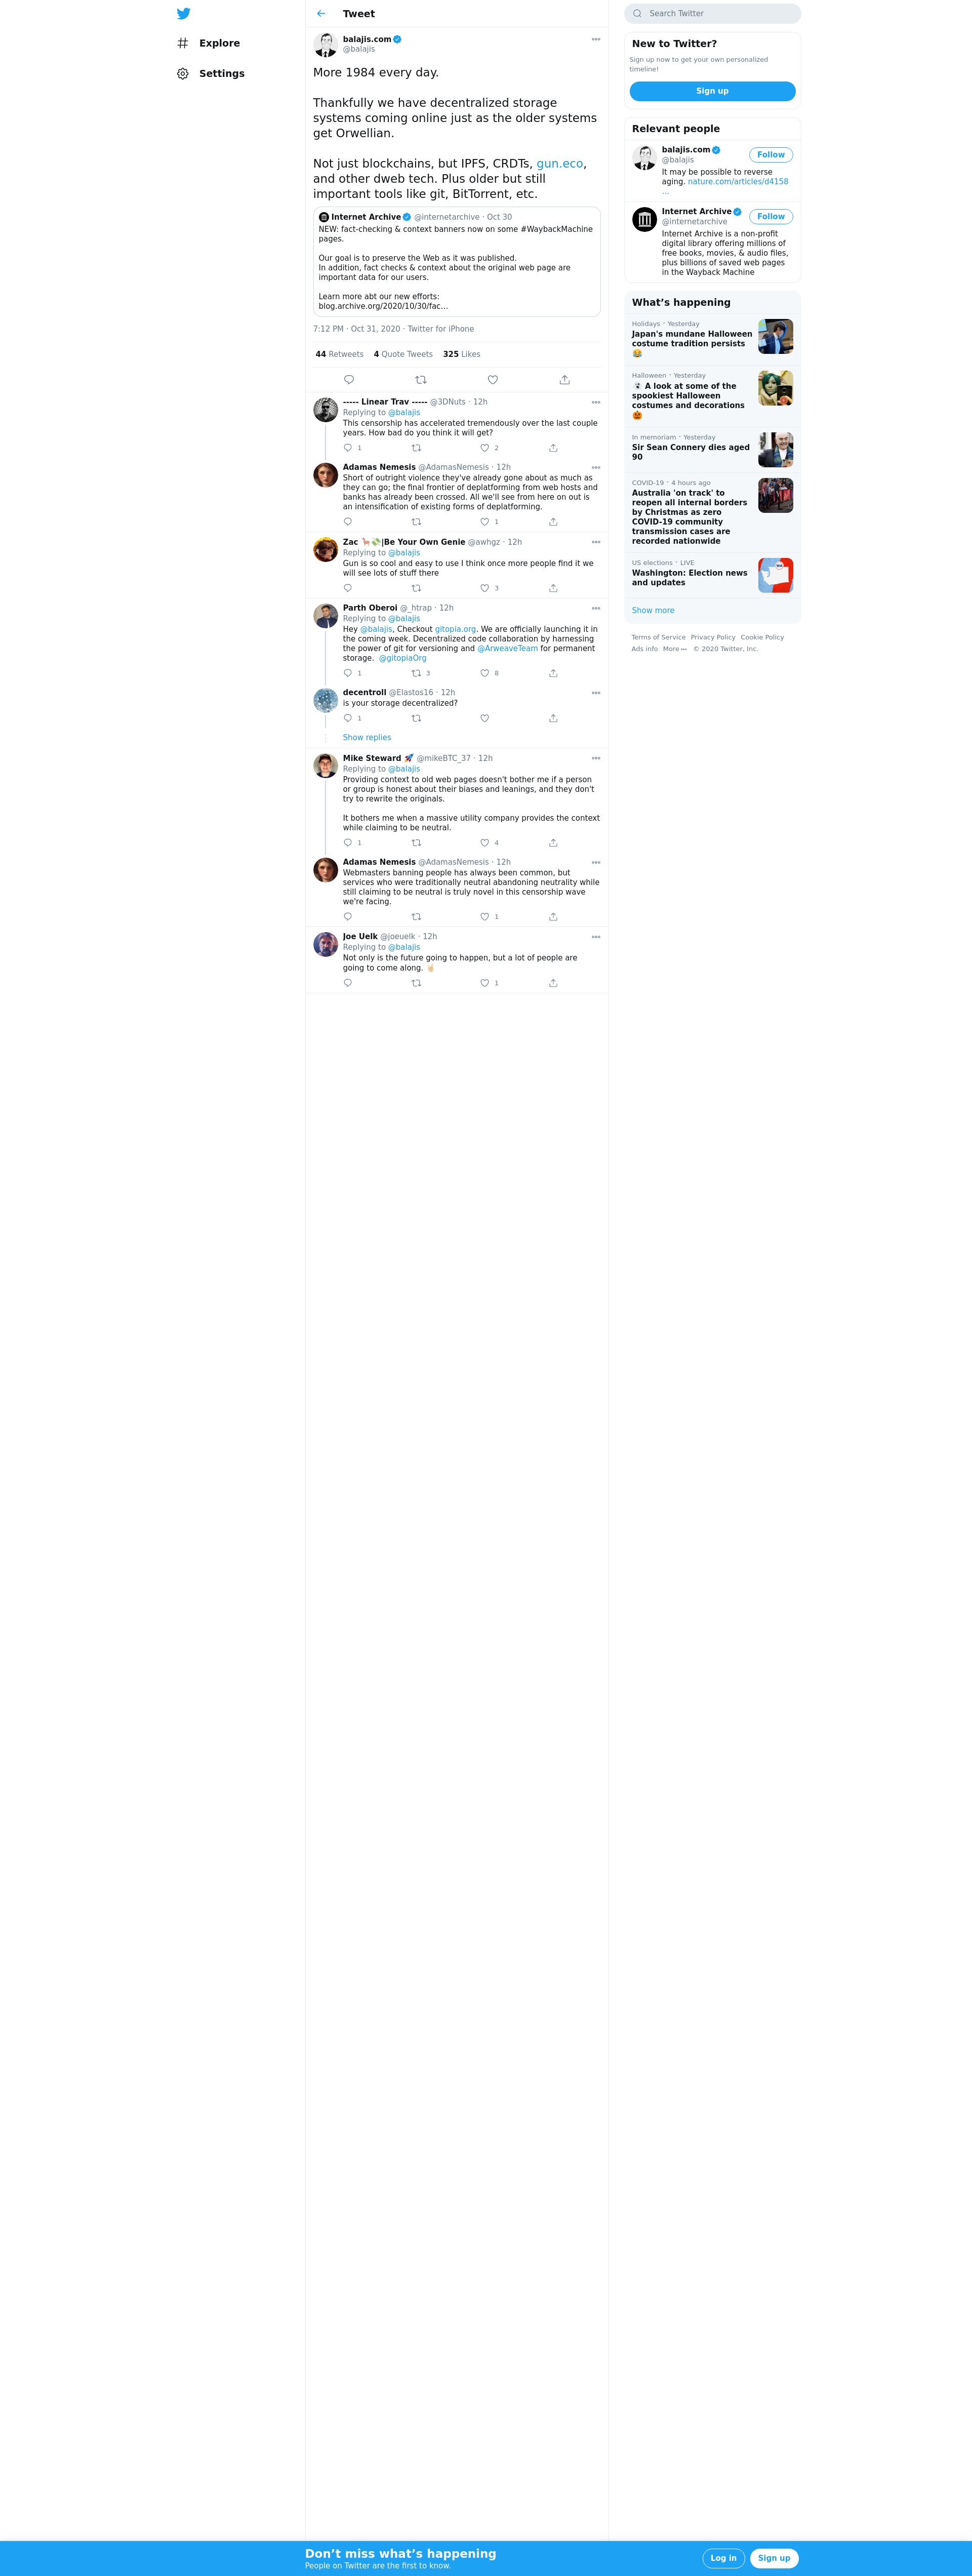 Explore
Settings
Tweet
balajis.com
@balajis
More 1984 every day.
Thankfully we have decentralized storage
systems coming online just as the older systems
get Orwellian.
Not just blockchains, but IPFS, CRDTs, gun.eco,
and other dweb tech. Plus older but still
important tools like git, BitTorrent, etc.
Internet Archive @internetarchive · Oct 30
NEW: fact-checking & context banners now on some #WaybackMachine
pages.
Our goal is to preserve the Web as it was published.
In addition, fact checks & context about the original web page are
important data for our users.
Learn more abt our new efforts:
blog.archive.org/2020/10/30/fac…
7:12 PM · Oct 31, 2020 · Twitter for iPhone
44 Retweets 4 Quote Tweets 325 Likes
----- Linear Trav ----- @3DNuts · 12h
Replying to @balajis
This censorship has accelerated tremendously over the last couple
years. How bad do you think it will get?
1 2
Adamas Nemesis @AdamasNemesis · 12h
Short of outright violence they've already gone about as much as
they can go; the final frontier of deplatforming from web hosts and
banks has already been crossed. All we'll see from here on out is
an intensification of existing forms of deplatforming.
1
Zac 🦙💸|Be Your Own Genie @awhgz · 12h
Replying to @balajis
Gun is so cool and easy to use I think once more people find it we
will see lots of stuff there
3
Parth Oberoi @_htrap · 12h
Replying to @balajis
Hey @balajis, Checkout gitopia.org. We are officially launching it in
the coming week. Decentralized code collaboration by harnessing
the power of git for versioning and @ArweaveTeam for permanent
storage. @gitopiaOrg
1 3 8
decentroll @Elastos16 · 12h
is your storage decentralized?
1
Show replies
Mike Steward 🚀 @mikeBTC_37 · 12h
Replying to @balajis
Providing context to old web pages doesn't bother me if a person
or group is honest about their biases and leanings, and they don't
try to rewrite the originals.
It bothers me when a massive utility company provides the context
while claiming to be neutral.
1 4
Adamas Nemesis @AdamasNemesis · 12h
Webmasters banning people has always been common, but
services who were traditionally neutral abandoning neutrality while
still claiming to be neutral is truly novel in this censorship wave
we're facing.
1
Joe Uelk @joeuelk · 12h
Replying to @balajis
Not only is the future going to happen, but a lot of people are
going to come along. 🤘🏻
1
Search Twitter
New to Twitter?
Sign up now to get your own personalized
timeline!
Sign up
Relevant people
balajis.com
@balajis
Follow
It may be possible to reverse
aging. nature.com/articles/d4158
…
Internet Archive
@internetarchive
Follow
Internet Archive is a non-profit
digital library offering millions of
free books, movies, & audio files,
plus billions of saved web pages
in the Wayback Machine
What’s happening
Holidays · Yesterday
Japan's mundane Halloween
costume tradition persists
😂
Halloween · Yesterday
👻 A look at some of the
spookiest Halloween
costumes and decorations
🎃
In memoriam · Yesterday
Sir Sean Connery dies aged
90
COVID-19 · 4 hours ago
Australia 'on track' to
reopen all internal borders
by Christmas as zero
COVID-19 community
transmission cases are
recorded nationwide
US elections · LIVE
Washington: Election news
and updates
Show more
Terms of Service Privacy Policy Cookie Policy
Ads info More ••• © 2020 Twitter, Inc.
Don’t miss what’s happening
People on Twitter are the first to know.
Log in
Sign up